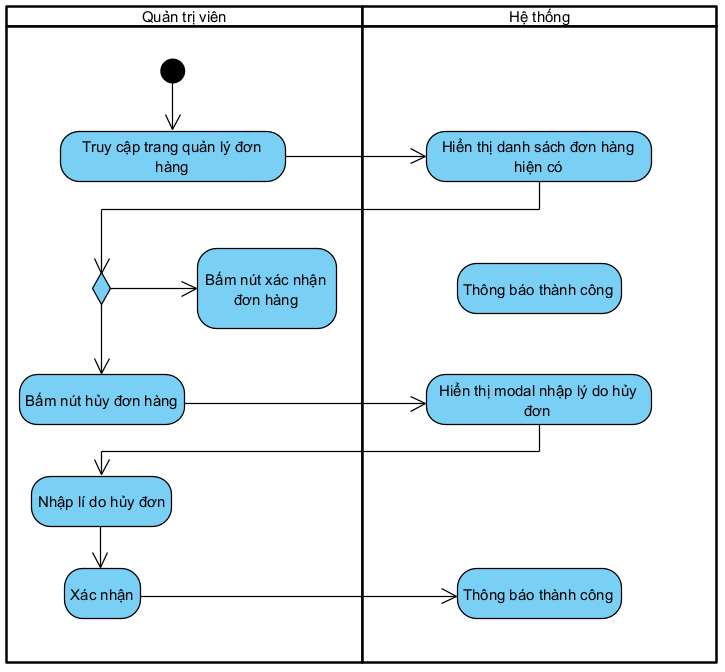 Quản trị viên
Hệ thống
Truy cập trang quản lý đơn
hàng
Hiển thị danh sách đơn hàng
hiện có
Bấm nút xác nhận
đơn hàng
Thông báo thành công
Bấm nút hủy đơn hàng
Hiển thị modal nhập lý do hủy
đơn
Nhập lí do hủy đơn
Xác nhận
Thông báo thành công